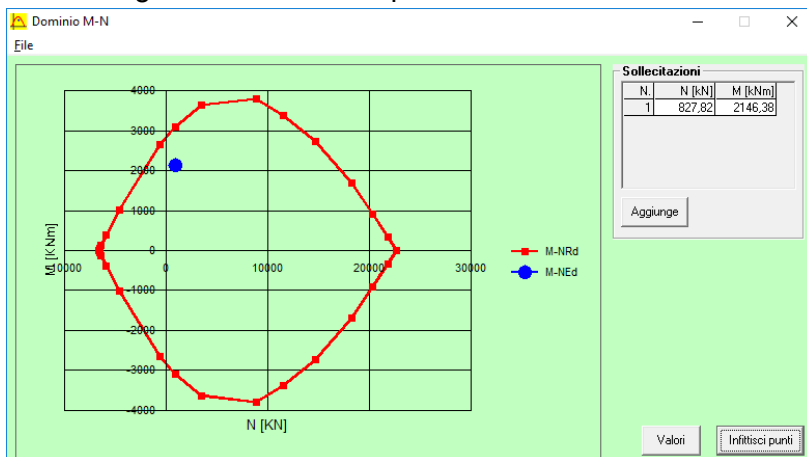 Dominio M-N
File
Sollecitazioni
N. N [kN] M [kNm]
1 827,82 2146,38
Aggiunge
4000
3000
2000
1000
0
-1000
-2000
-3000
-4000
M [KNm]
10000 0 10000 20000 30000
N [KN]
M-NRd
M-NEd
Valori Infittisci punti